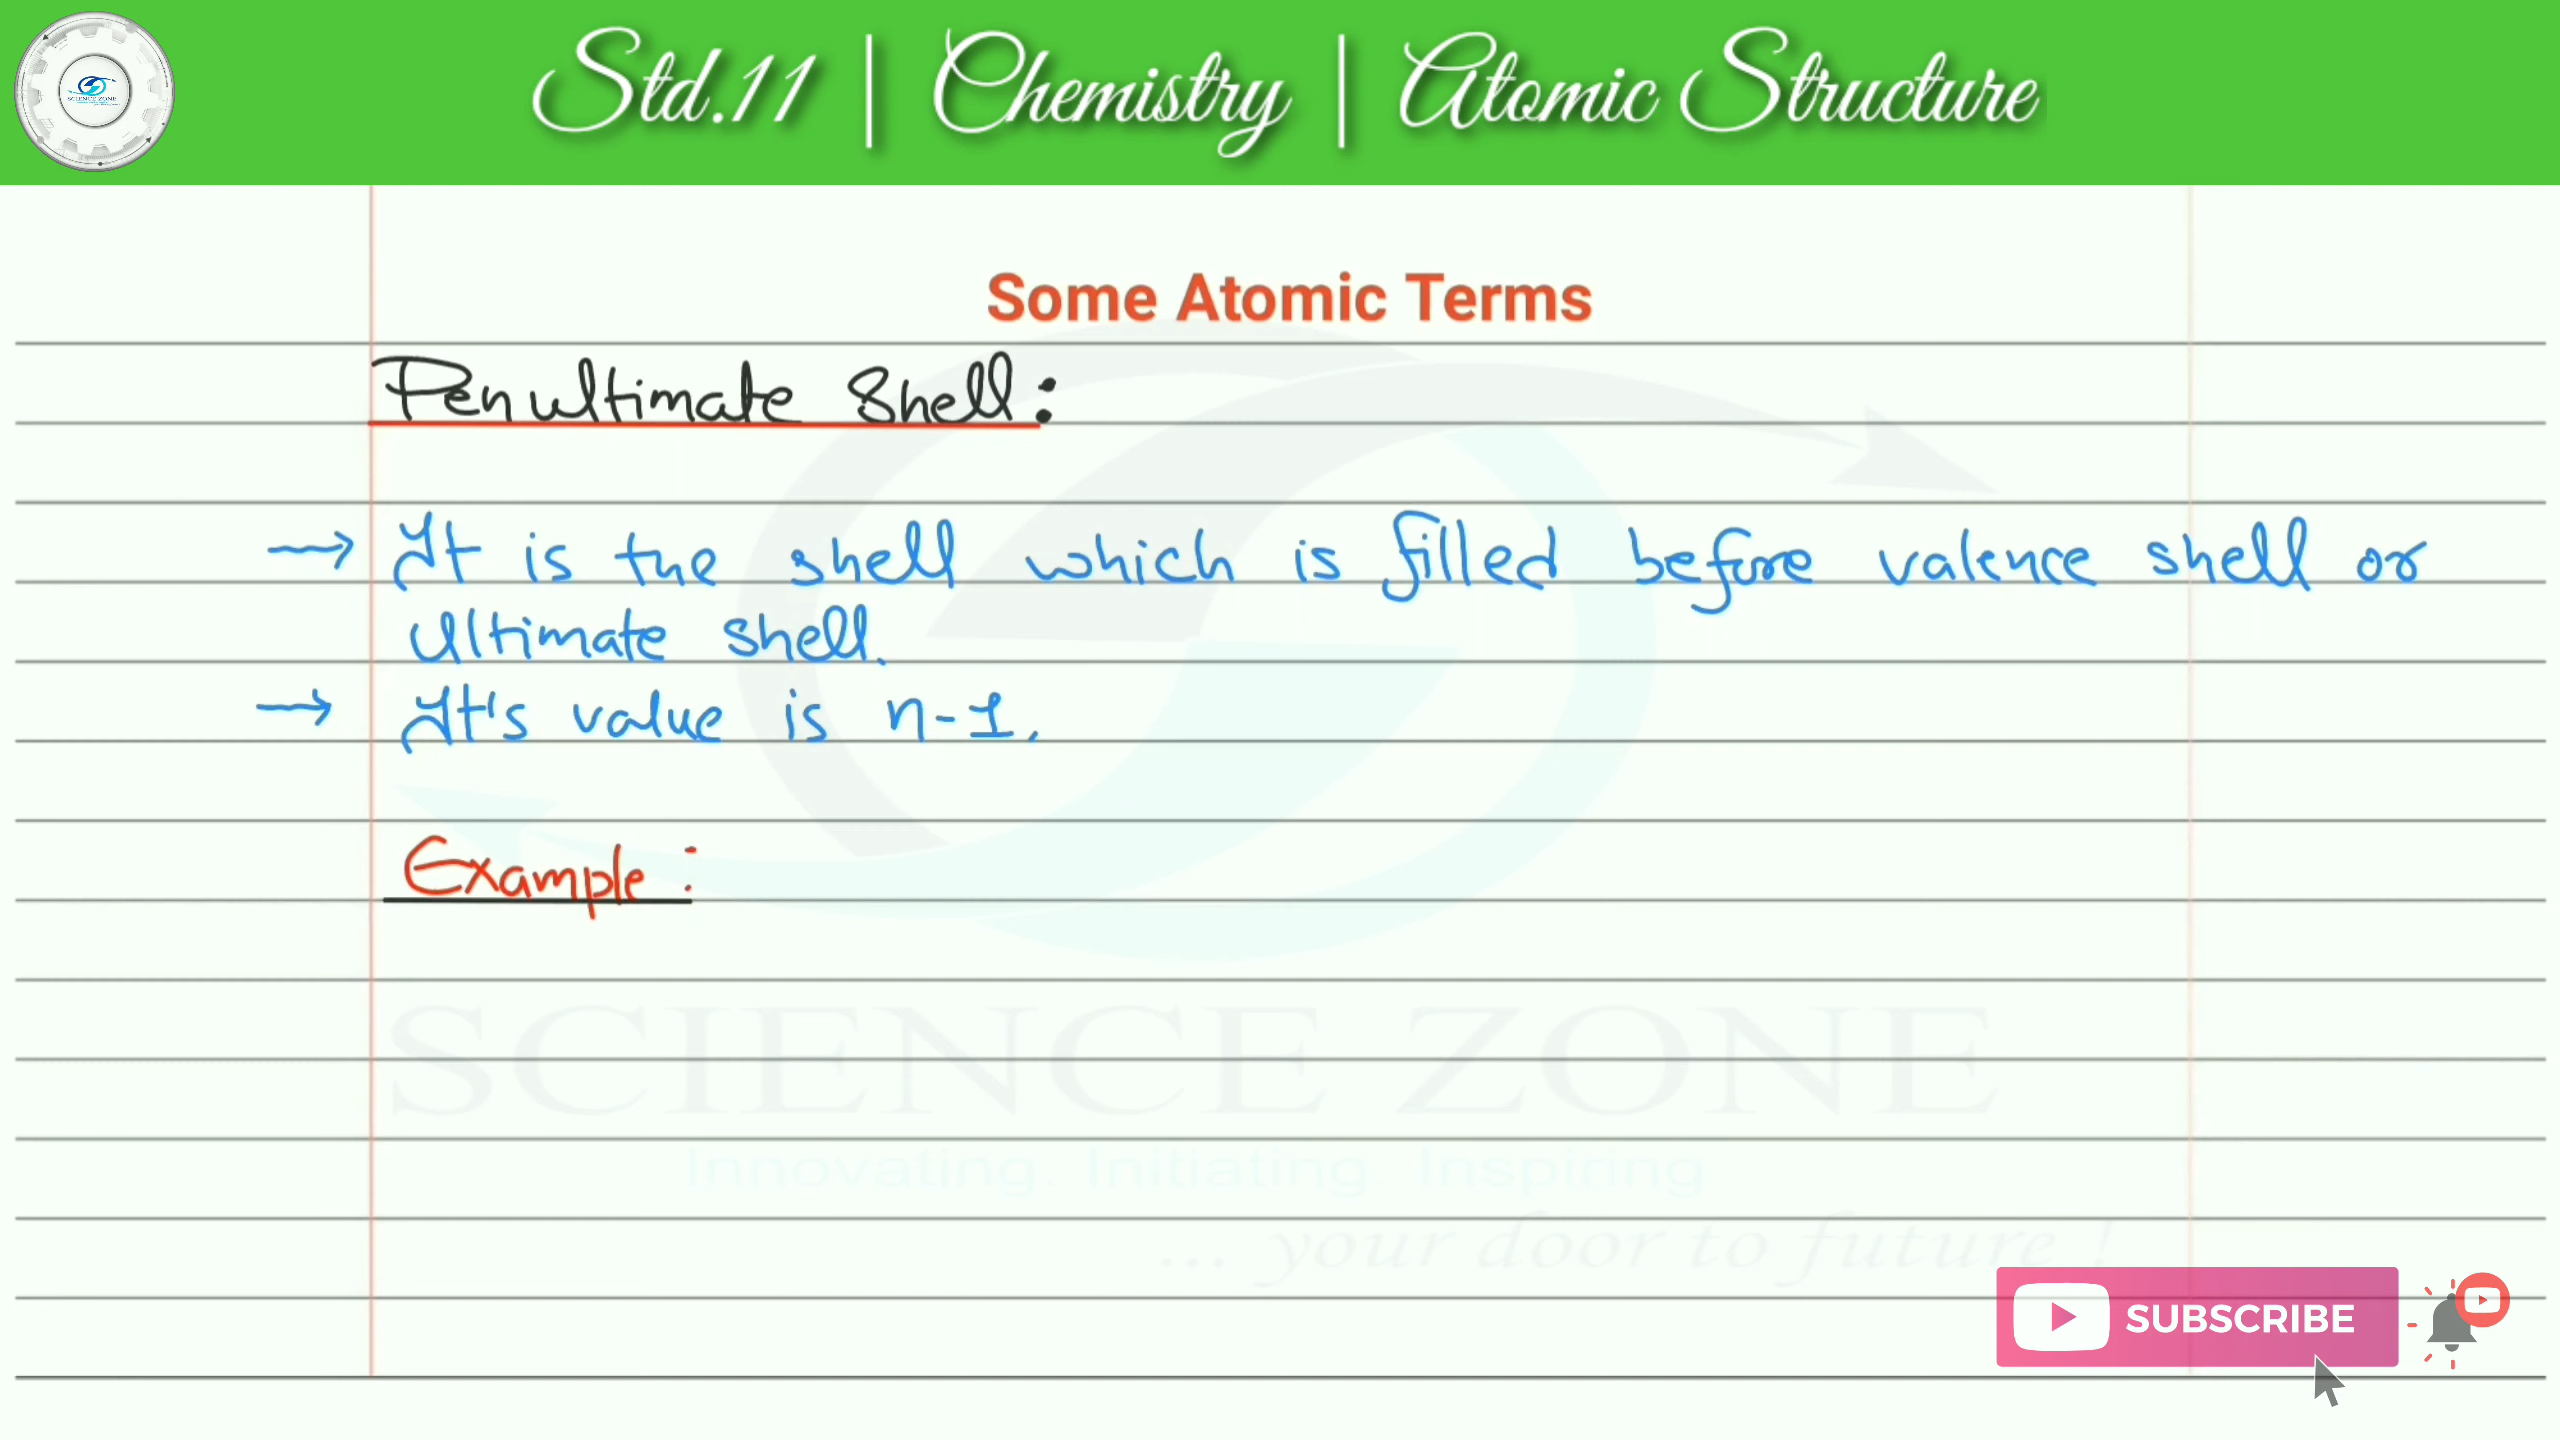 Std.11 | Chemistry | Atomic Structure
SCIENCE ZONE
Some Atomic Terms
Penultimate Shell:
→ It is the shell which is filled before valence shell or
ultimate shell.
→ It's value is n-1.
Example:
SCIENCE ZONE
Innovating. Initiating. Inspiring
... your door to future !
SUBSCRIBE